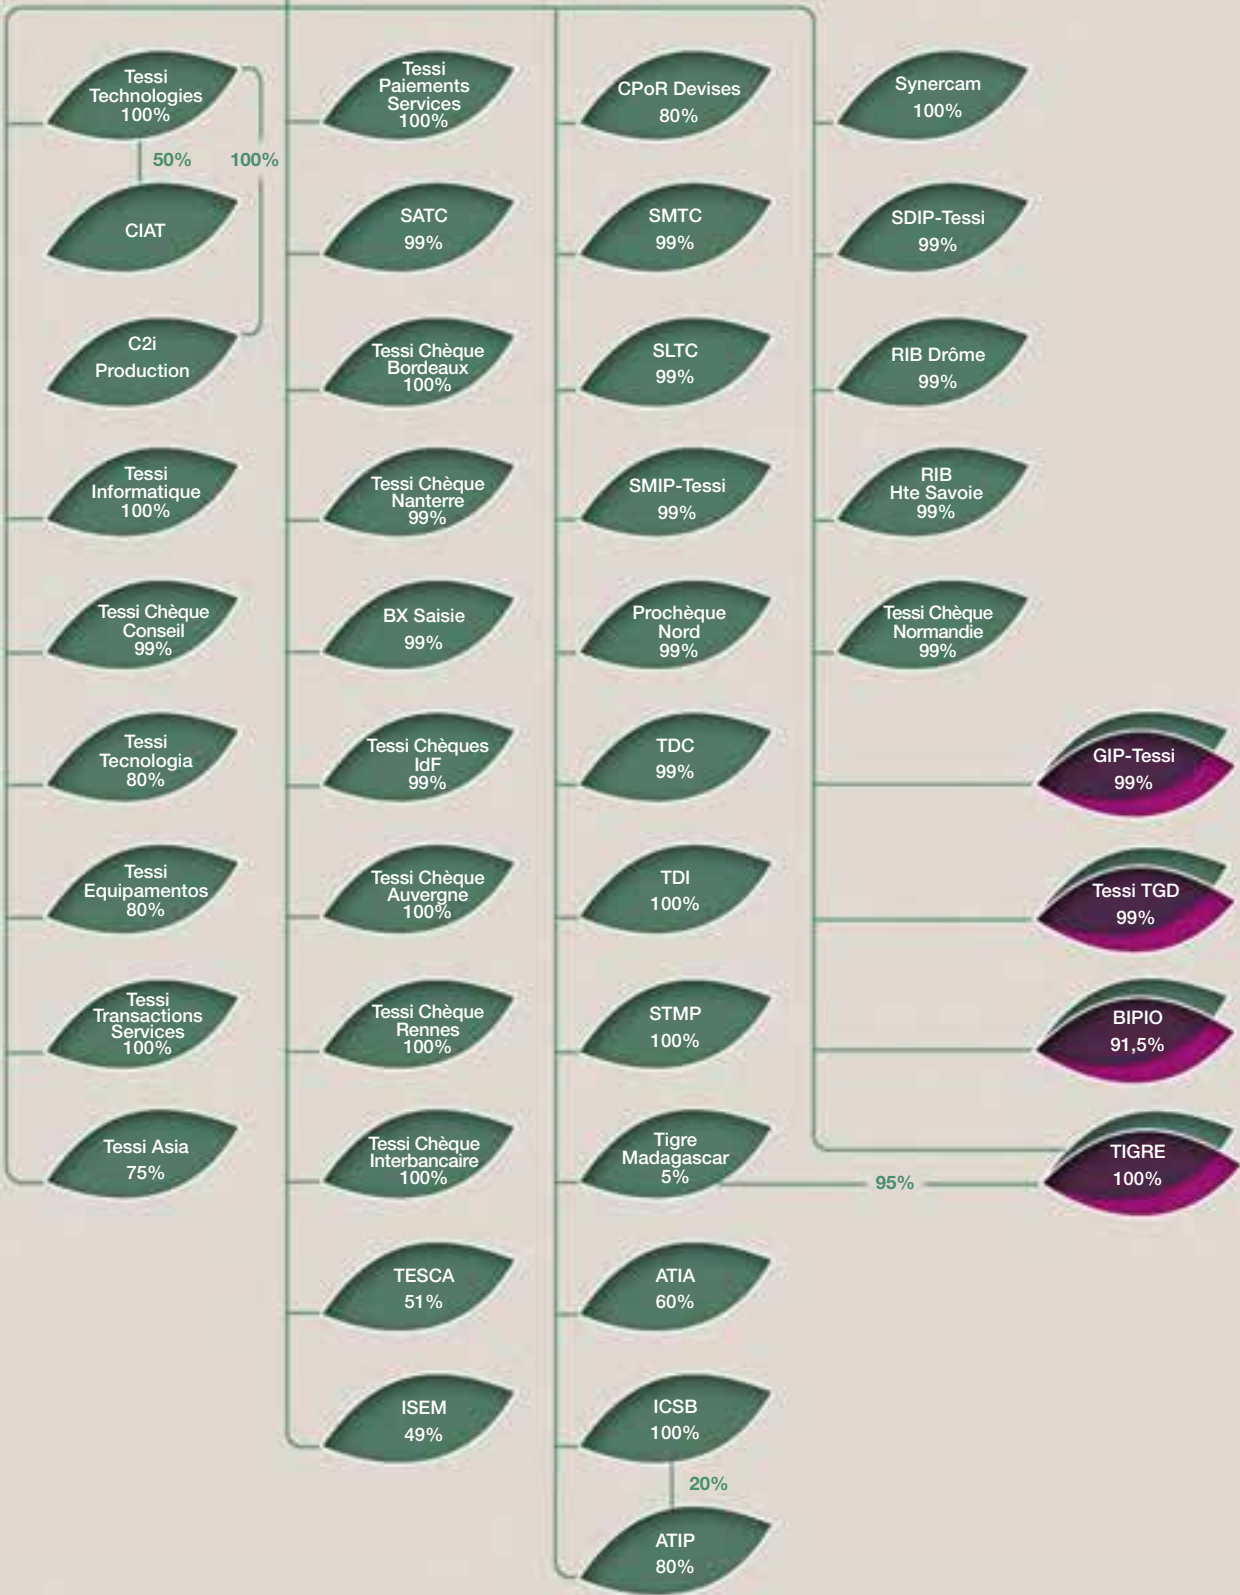 Tessi
Technologies
100%
50%
100%
CIAT
C2i
Production
Tessi
Informatique
100%
Tessi Chèque
Conseil
99%
Tessi
Tecnologia
80%
Tessi
Equipamentos
80%
Tessi
Transactions
Services
100%
Tessi Asia
75%
Tessi
Paiements
Services
100%
SATC
99%
Tessi Chèque
Bordeaux
100%
Tessi Chèque
Nanterre
99%
BX Saisie
99%
Tessi Chèques
IdF
99%
Tessi Chèque
Auvergne
100%
Tessi Chèque
Rennes
100%
Tessi Chèque
Interbancaire
100%
TESCA
51%
ISEM
49%
CPoR Devises
80%
SMTC
99%
SLTC
99%
SMIP-Tessi
99%
Prochèque
Nord
99%
TDC
99%
TDI
100%
STMP
100%
Tigre
Madagascar
5%
95%
ATIA
60%
ICSB
100%
20%
ATIP
80%
Synercam
100%
SDIP-Tessi
99%
RIB Drôme
99%
RIB
Hte Savoie
99%
Tessi Chèque
Normandie
99%
GIP-Tessi
99%
Tessi TGD
99%
BIPIO
91,5%
TIGRE
100%